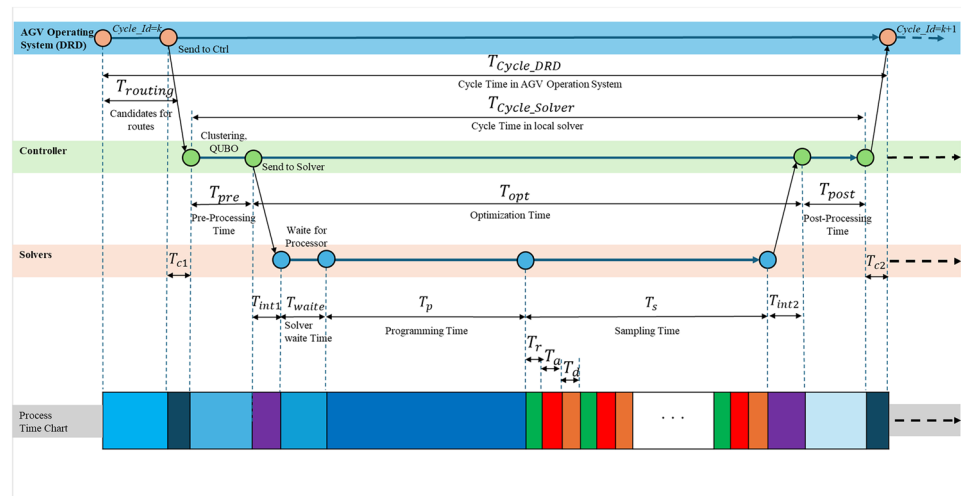 AGV Operating
System (DRD)
Cycle_Id=k
Send to Ctrl
Cycle_Id=k+1
T_Cycle_DRD
Cycle Time in AGV Operation System
T_routing
Candidates for
routes
T_Cycle_Solver
Cycle Time in local solver
Controller
Clustering,
QUBO
Send to Solver
T_pre
Pre-Processing
Time
T_opt
Optimization Time
T_post
Post-Processing
Time
Solvers
Waite for
Processor
T_c1
T_c2
T_int1
T_waite
Solver
waite Time
T_p
Programming Time
T_s
Sampling Time
T_int2
T_r
T_a
T_d
Process
Time Chart
. . .